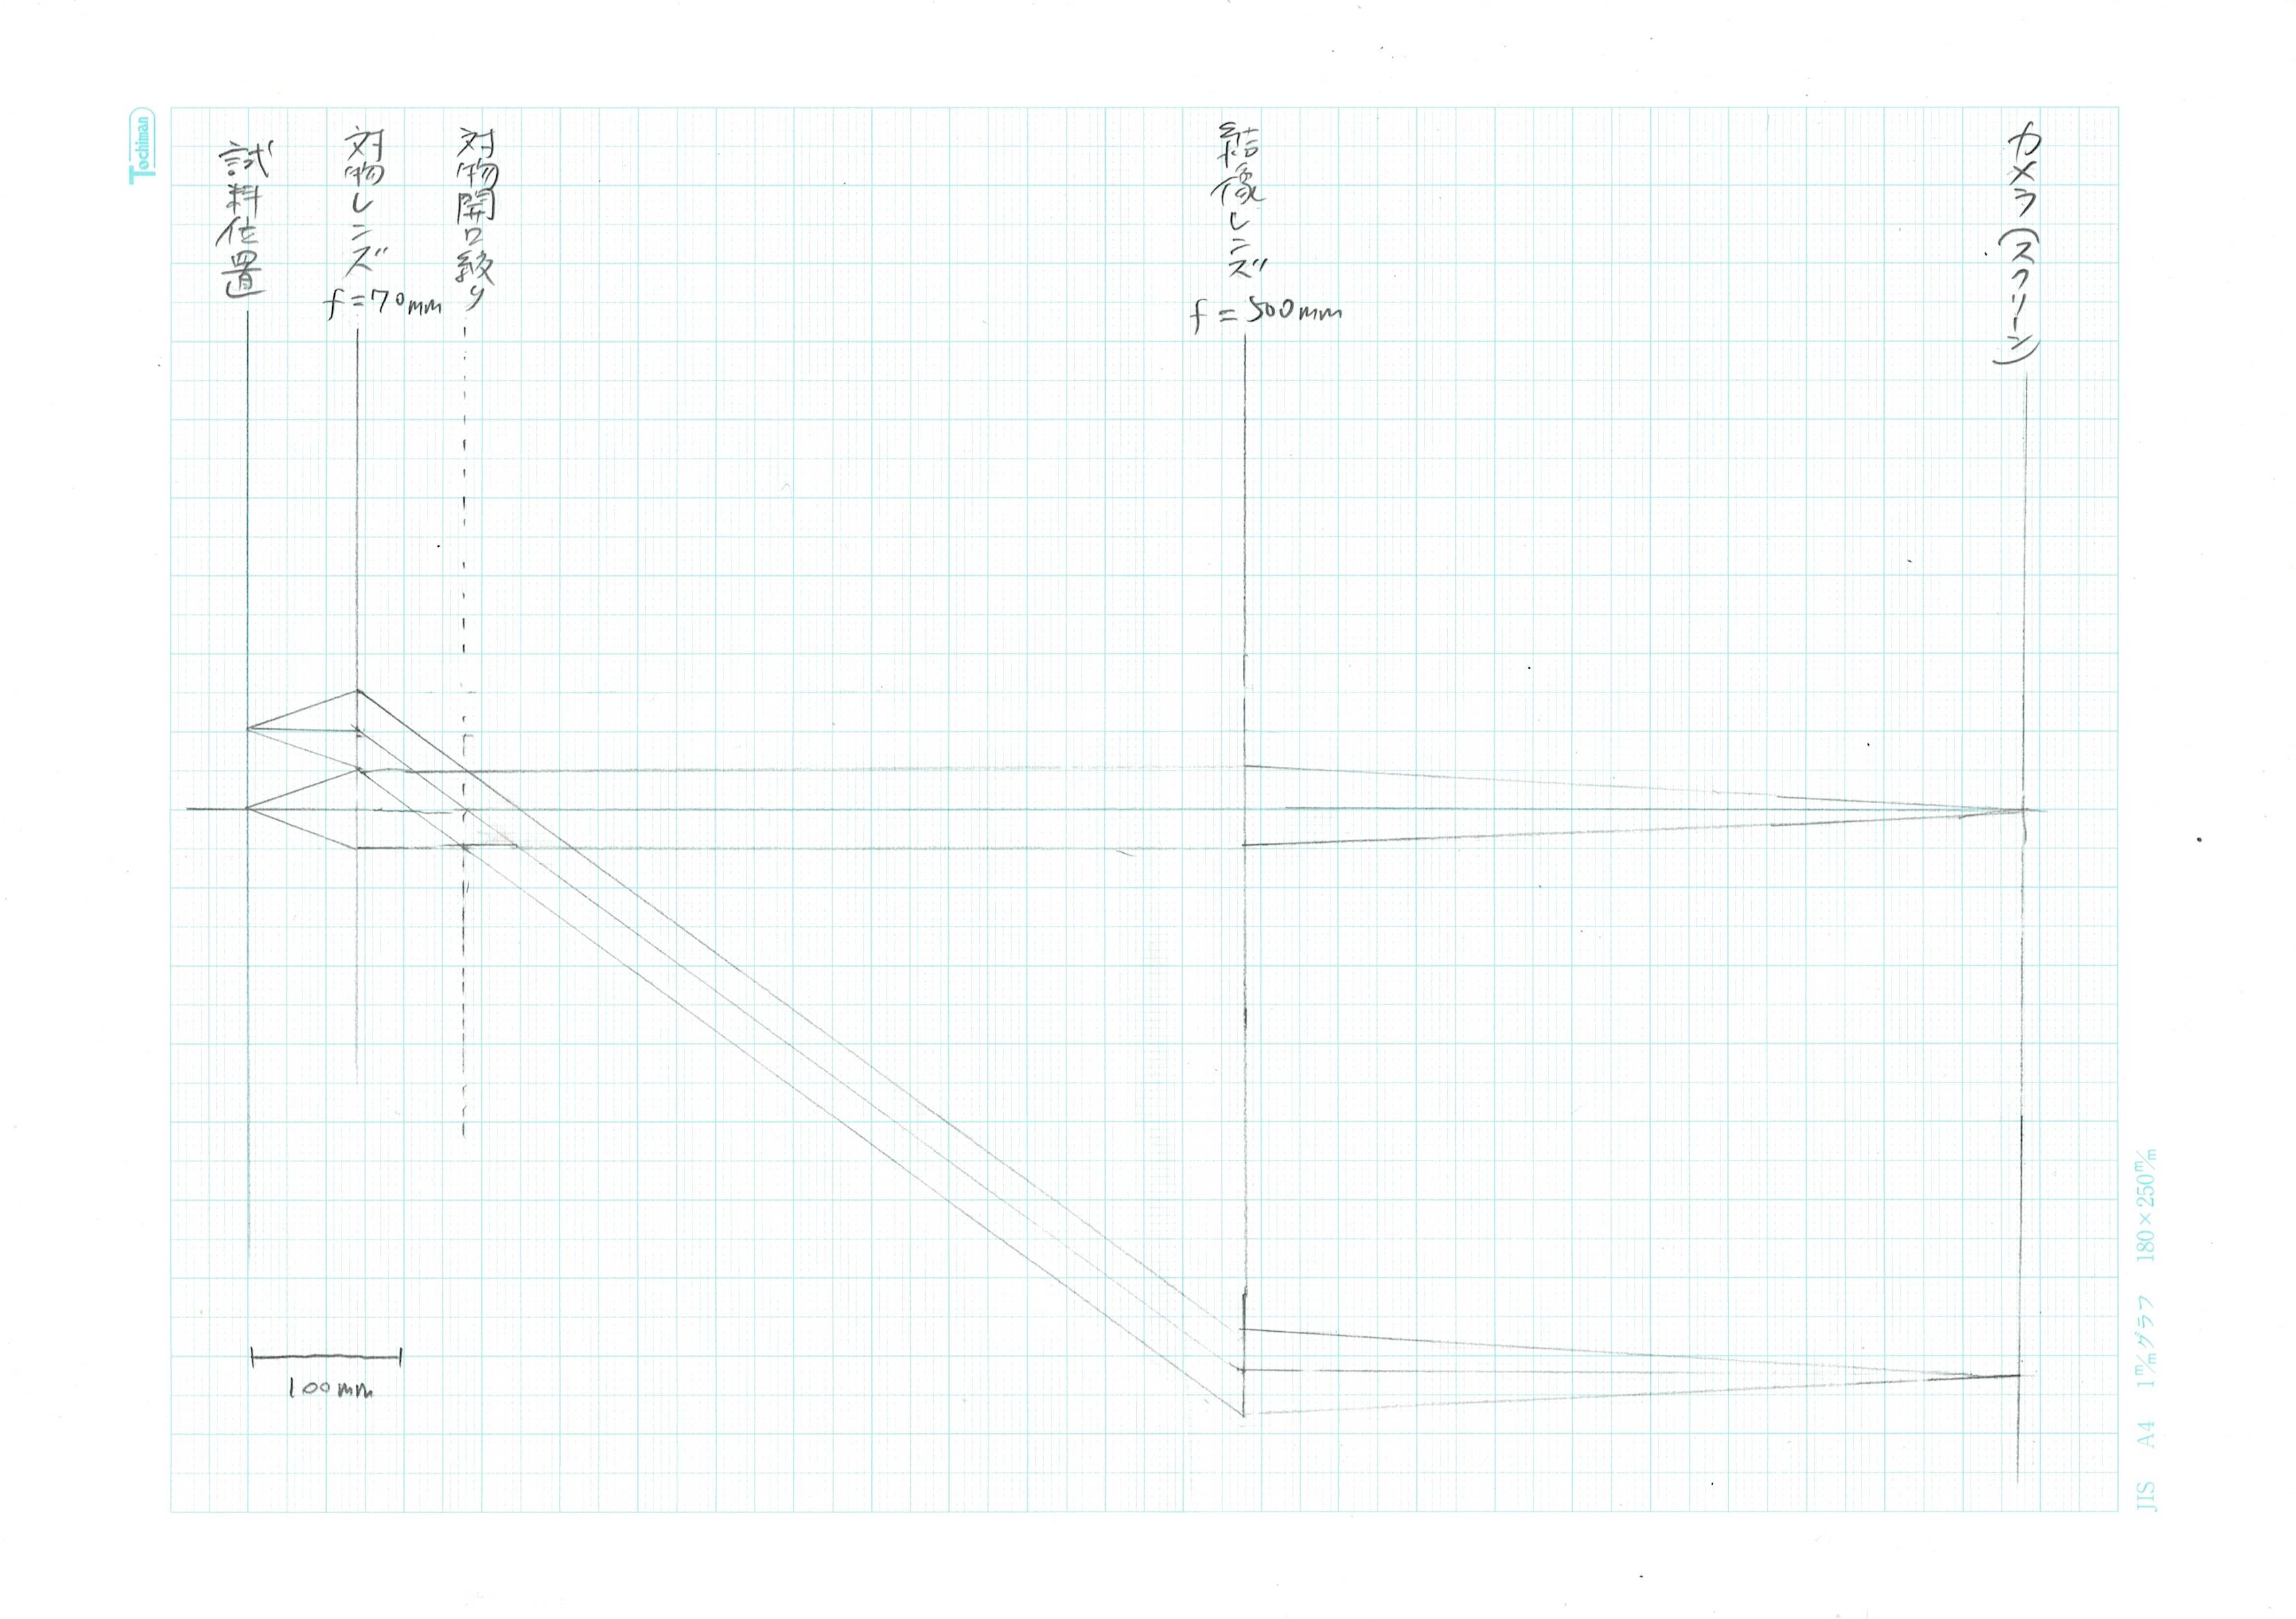 Tochiman
試料位置
対物レンズ
f=70mm
対物開口絞り
結像レンズ
f=500mm
カメラ(スクリーン)
100mm
JIS A4 1m/mグラフ 180×250m/m